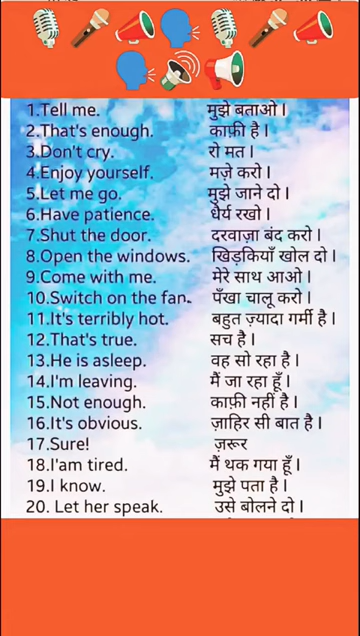 1.Tell me. मुझे बताओ ।
2.That's enough. काफ़ी है ।
3.Don't cry. रो मत ।
4.Enjoy yourself. मज़े करो ।
5.Let me go. मुझे जाने दो ।
6.Have patience. धैर्य रखो ।
7.Shut the door. दरवाज़ा बंद करो ।
8.Open the windows. खिड़कियाँ खोल दो ।
9.Come with me. मेरे साथ आओ ।
10.Switch on the fan. पँखा चालू करो ।
11.It's terribly hot. बहुत ज़्यादा गर्मी है ।
12.That's true. सच है ।
13.He is asleep. वह सो रहा है ।
14.I'm leaving. मैं जा रहा हूँ ।
15.Not enough. काफ़ी नहीं है ।
16.It's obvious. ज़ाहिर सी बात है ।
17.Sure! ज़रूर
18.I'am tired. मैं थक गया हूँ ।
19.I know. मुझे पता है ।
20. Let her speak. उसे बोलने दो ।